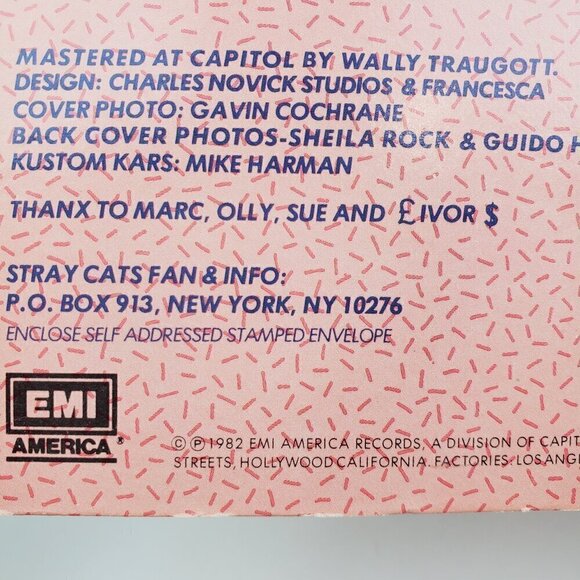 MASTERED AT CAPITOL BY WALLY TRAUGOTT.
DESIGN: CHARLES NOVICK STUDIOS & FRANCESCA
COVER PHOTO: GAVIN COCHRANE
BACK COVER PHOTOS-SHEILA ROCK & GUIDO H
KUSTOM KARS: MIKE HARMAN
THANX TO MARC, OLLY, SUE AND £IVOR $
STRAY CATS FAN & INFO:
P.O. BOX 913, NEW YORK, NY 10276
ENCLOSE SELF ADDRESSED STAMPED ENVELOPE
EMI
AMERICA®
© ℗ 1982 EMI AMERICA RECORDS, A DIVISION OF CAPIT
STREETS, HOLLYWOOD CALIFORNIA. FACTORIES: LOS ANGE